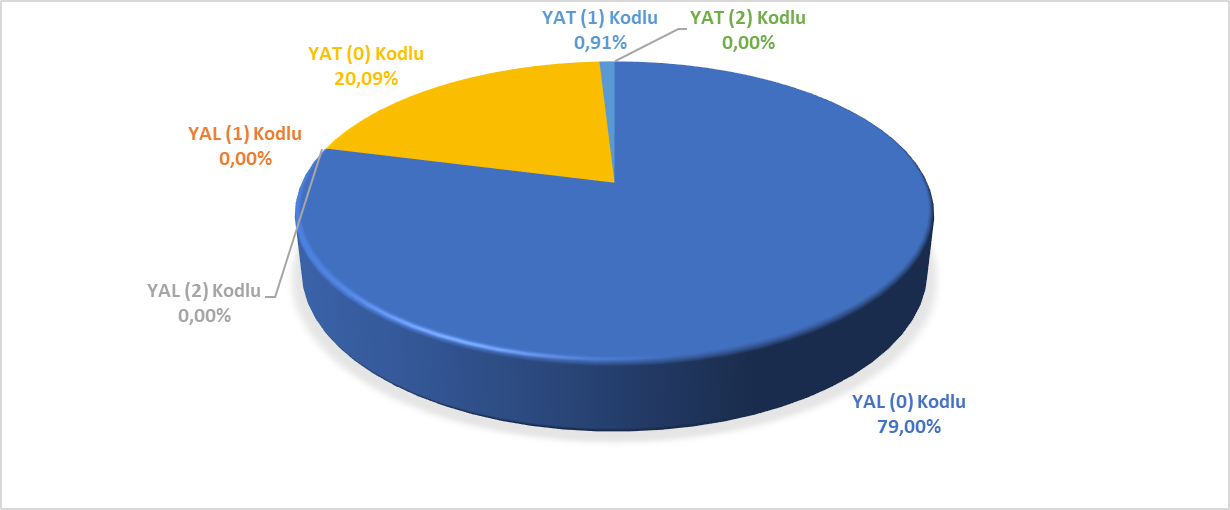 YAT (1) Kodlu
0,91%
YAT (2) Kodlu
0,00%
YAT (0) Kodlu
20,09%
YAL (1) Kodlu
0,00%
YAL (2) Kodlu
0,00%
YAL (0) Kodlu
79,00%